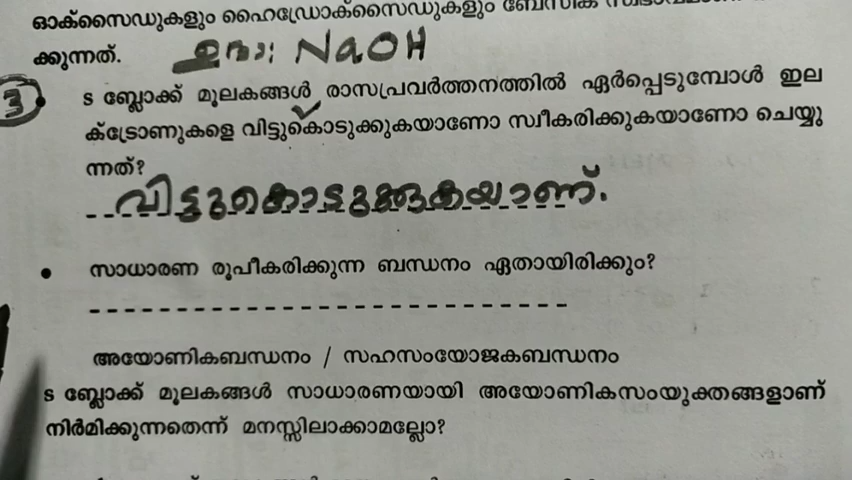 ഓക്സൈഡുകളും ഹൈഡ്രോക്സൈഡുകളും ബേസിക
ക്കുന്നത്. ഉദാ: NaOH
3 s ബ്ലോക്ക് മൂലകങ്ങൾ രാസപ്രവർത്തനത്തിൽ ഏർപ്പെടുമ്പോൾ ഇല
ക്ട്രോണുകളെ വിട്ടുകൊടുക്കുകയാണോ സ്വീകരിക്കുകയാണോ ചെയ്യു
ന്നത്?
വിട്ടുകൊടുക്കുകയാണ്.
• സാധാരണ രൂപീകരിക്കുന്ന ബന്ധനം ഏതായിരിക്കും?
അയോണികബന്ധനം / സഹസംയോജകബന്ധനം
s ബ്ലോക്ക് മൂലകങ്ങൾ സാധാരണയായി അയോണികസംയുക്തങ്ങളാണ്
നിർമിക്കുന്നതെന്ന് മനസ്സിലാക്കാമല്ലോ?